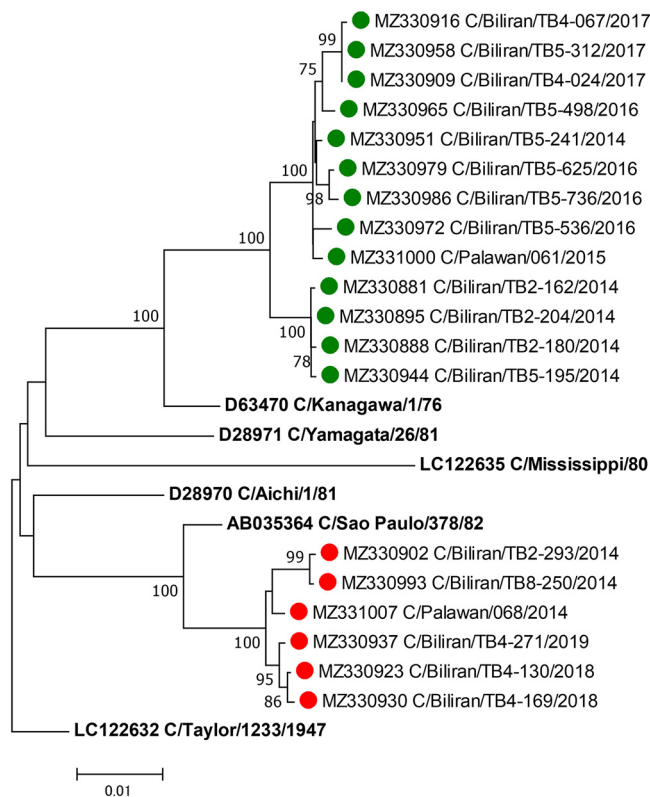 MZ330916 C/Biliran/TB4-067/2017
99
MZ330958 C/Biliran/TB5-312/2017
75
MZ330909 C/Biliran/TB4-024/2017
MZ330965 C/Biliran/TB5-498/2016
MZ330951 C/Biliran/TB5-241/2014
100
MZ330979 C/Biliran/TB5-625/2016
98
MZ330986 C/Biliran/TB5-736/2016
MZ330972 C/Biliran/TB5-536/2016
100
MZ331000 C/Palawan/061/2015
MZ330881 C/Biliran/TB2-162/2014
MZ330895 C/Biliran/TB2-204/2014
100
100
MZ330888 C/Biliran/TB2-180/2014
78
MZ330944 C/Biliran/TB5-195/2014
D63470 C/Kanagawa/1/76
D28971 C/Yamagata/26/81
LC122635 C/Mississippi/80
D28970 C/Aichi/1/81
AB035364 C/Sao Paulo/378/82
99
MZ330902 C/Biliran/TB2-293/2014
MZ330993 C/Biliran/TB8-250/2014
100
MZ331007 C/Palawan/068/2014
100
MZ330937 C/Biliran/TB4-271/2019
95
MZ330923 C/Biliran/TB4-130/2018
86
MZ330930 C/Biliran/TB4-169/2018
LC122632 C/Taylor/1233/1947
0.01